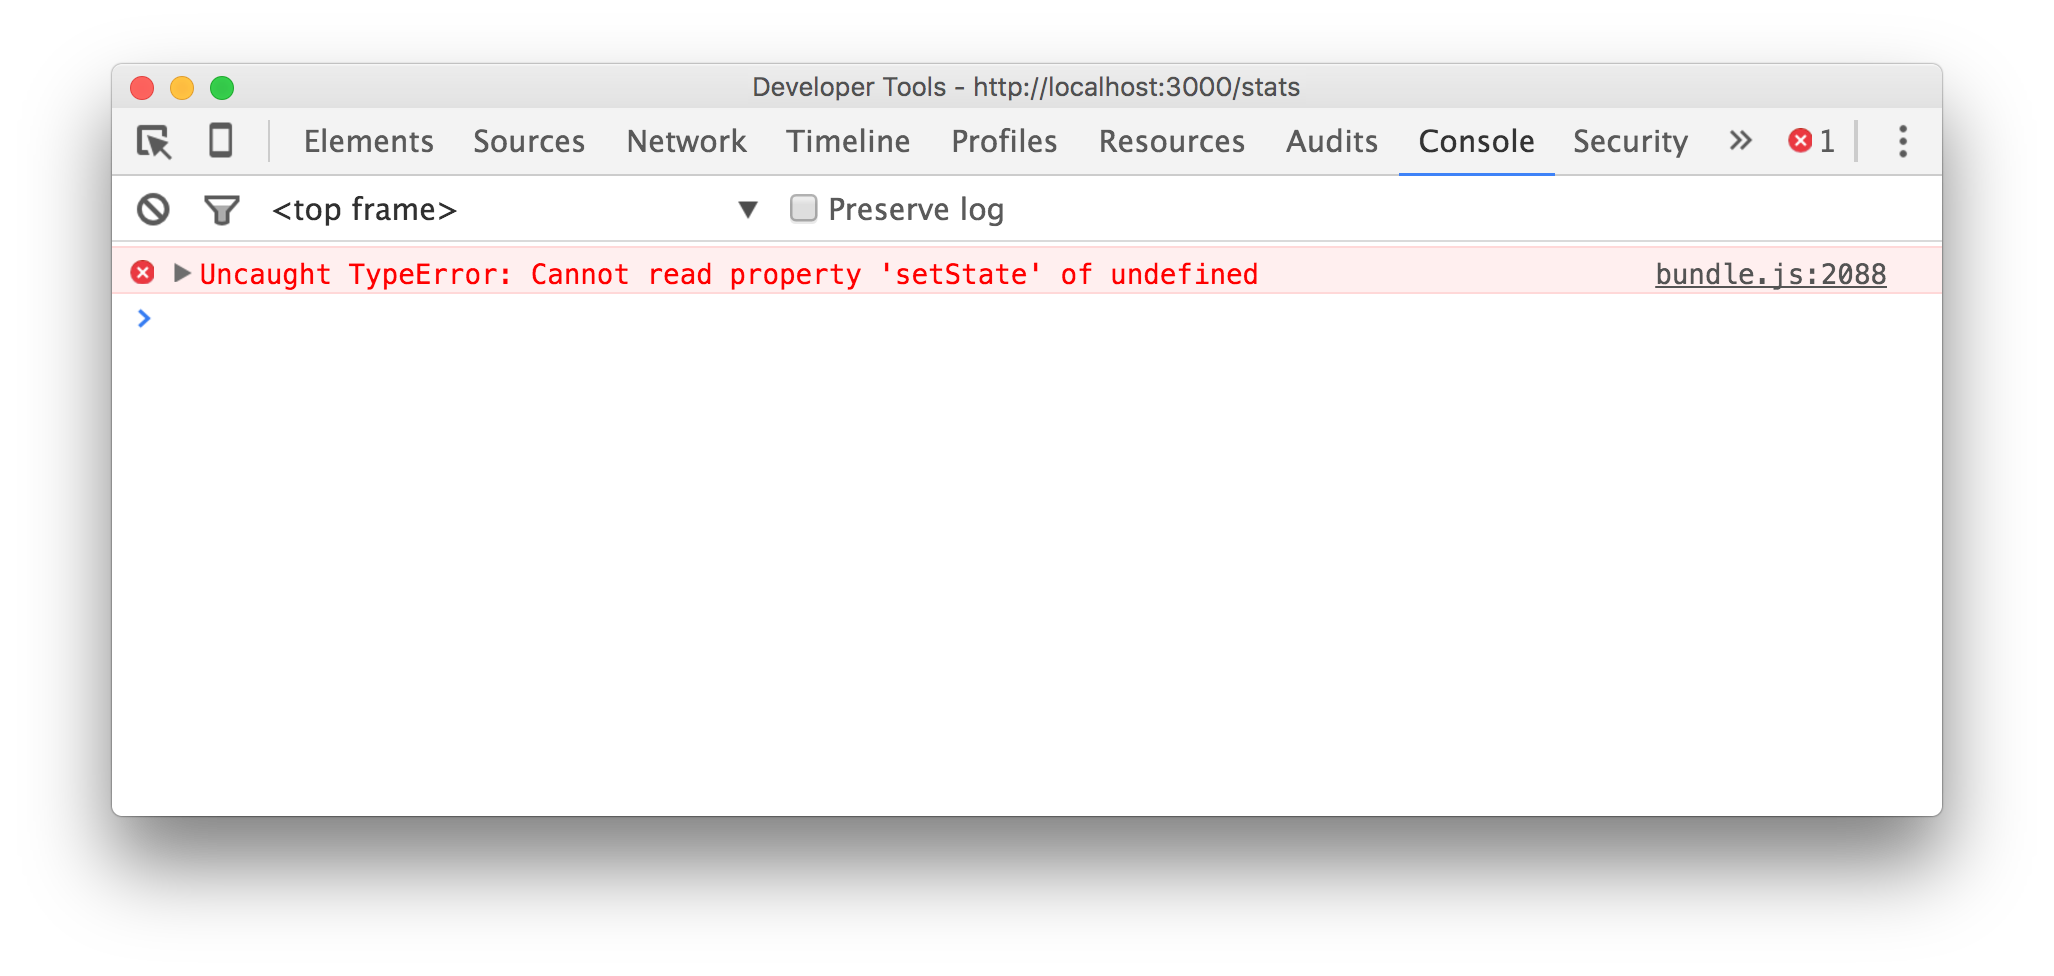 Developer Tools - http://localhost:3000/stats
Elements Sources Network Timeline Profiles Resources Audits Console Security » 1
<top frame> ▼ Preserve log
Uncaught TypeError: Cannot read property 'setState' of undefined bundle.js:2088
>